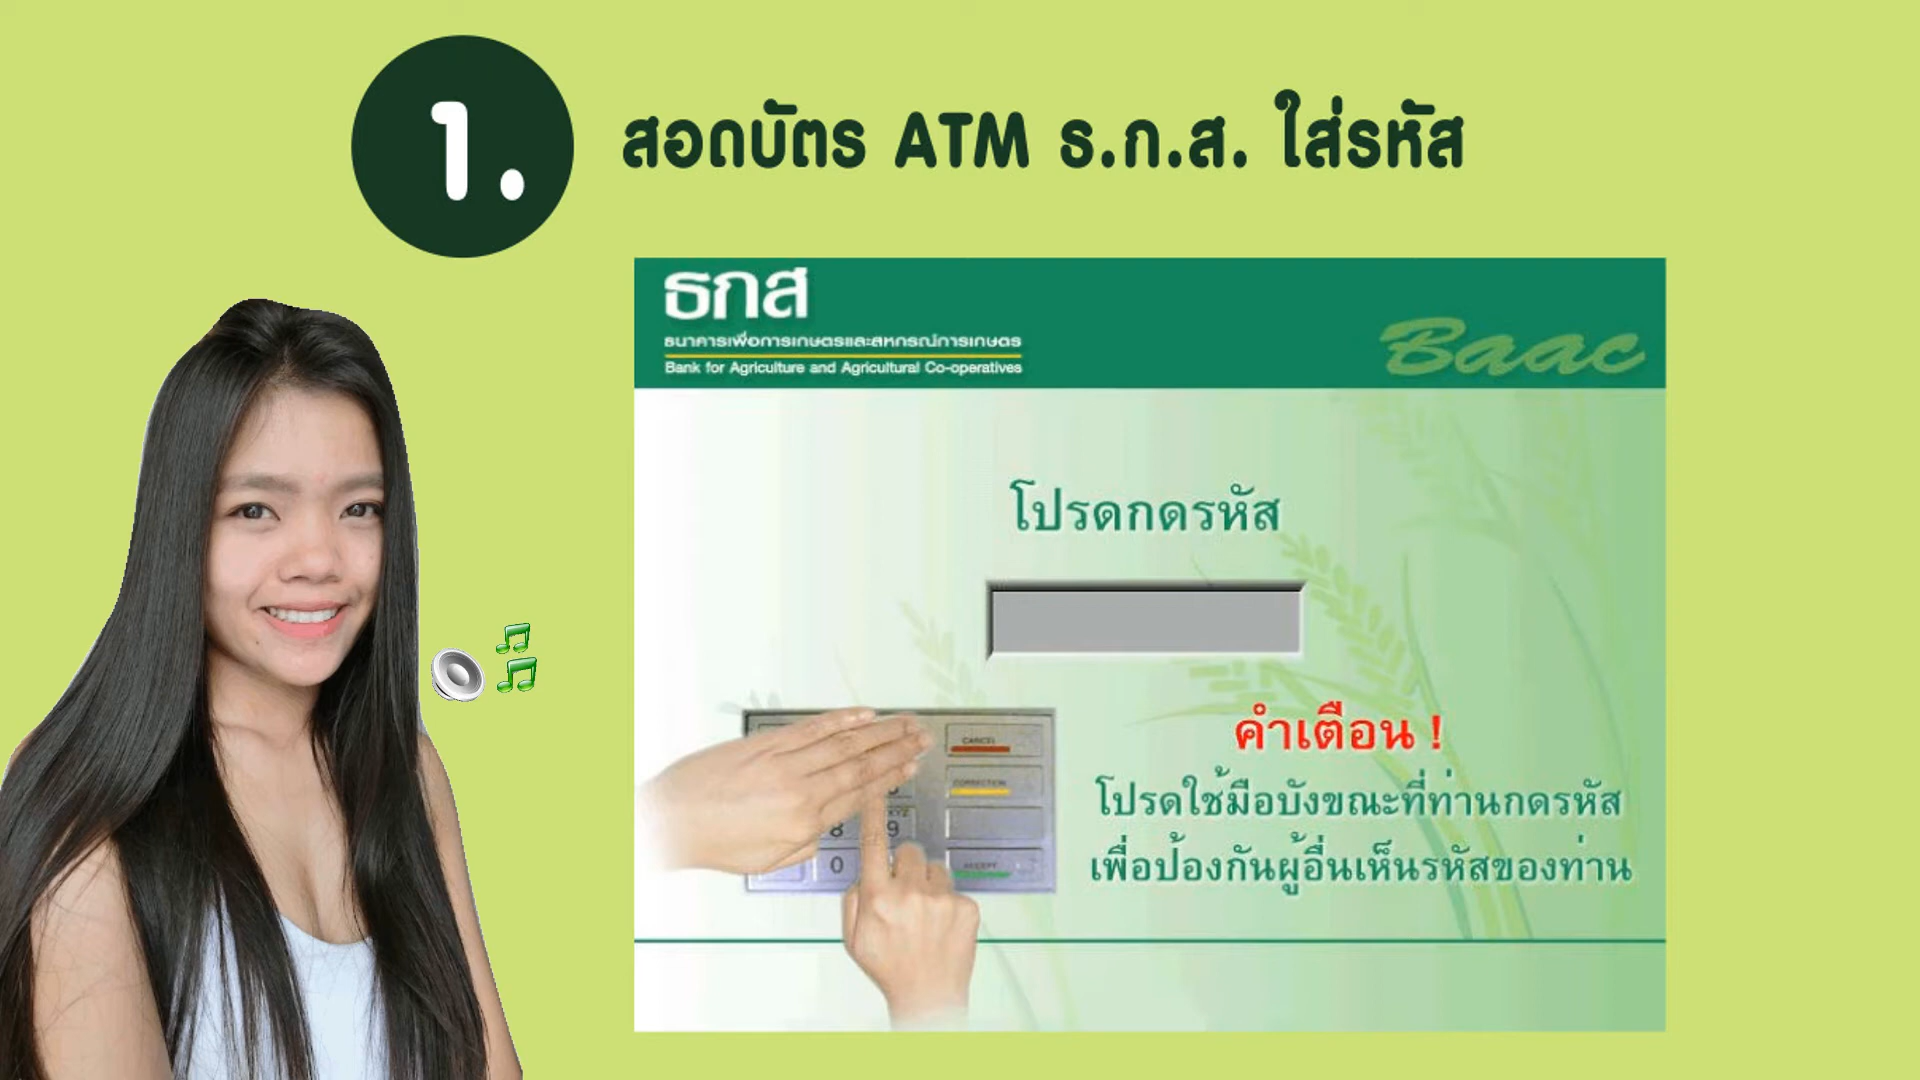 1.
สอดบัตร ATM ธ.ก.ส. ใส่รหัส
ธกส
ธนาคารเพื่อการเกษตรและสหกรณ์การเกษตร
Bank for Agriculture and Agricultural Co-operatives
Baac
โปรดกดรหัส
คำเตือน !
โปรดใช้มือบังขณะที่ท่านกดรหัส
เพื่อป้องกันผู้อื่นเห็นรหัสของท่าน
CANCEL
CORRECTION
8
9
0
ACCEPT